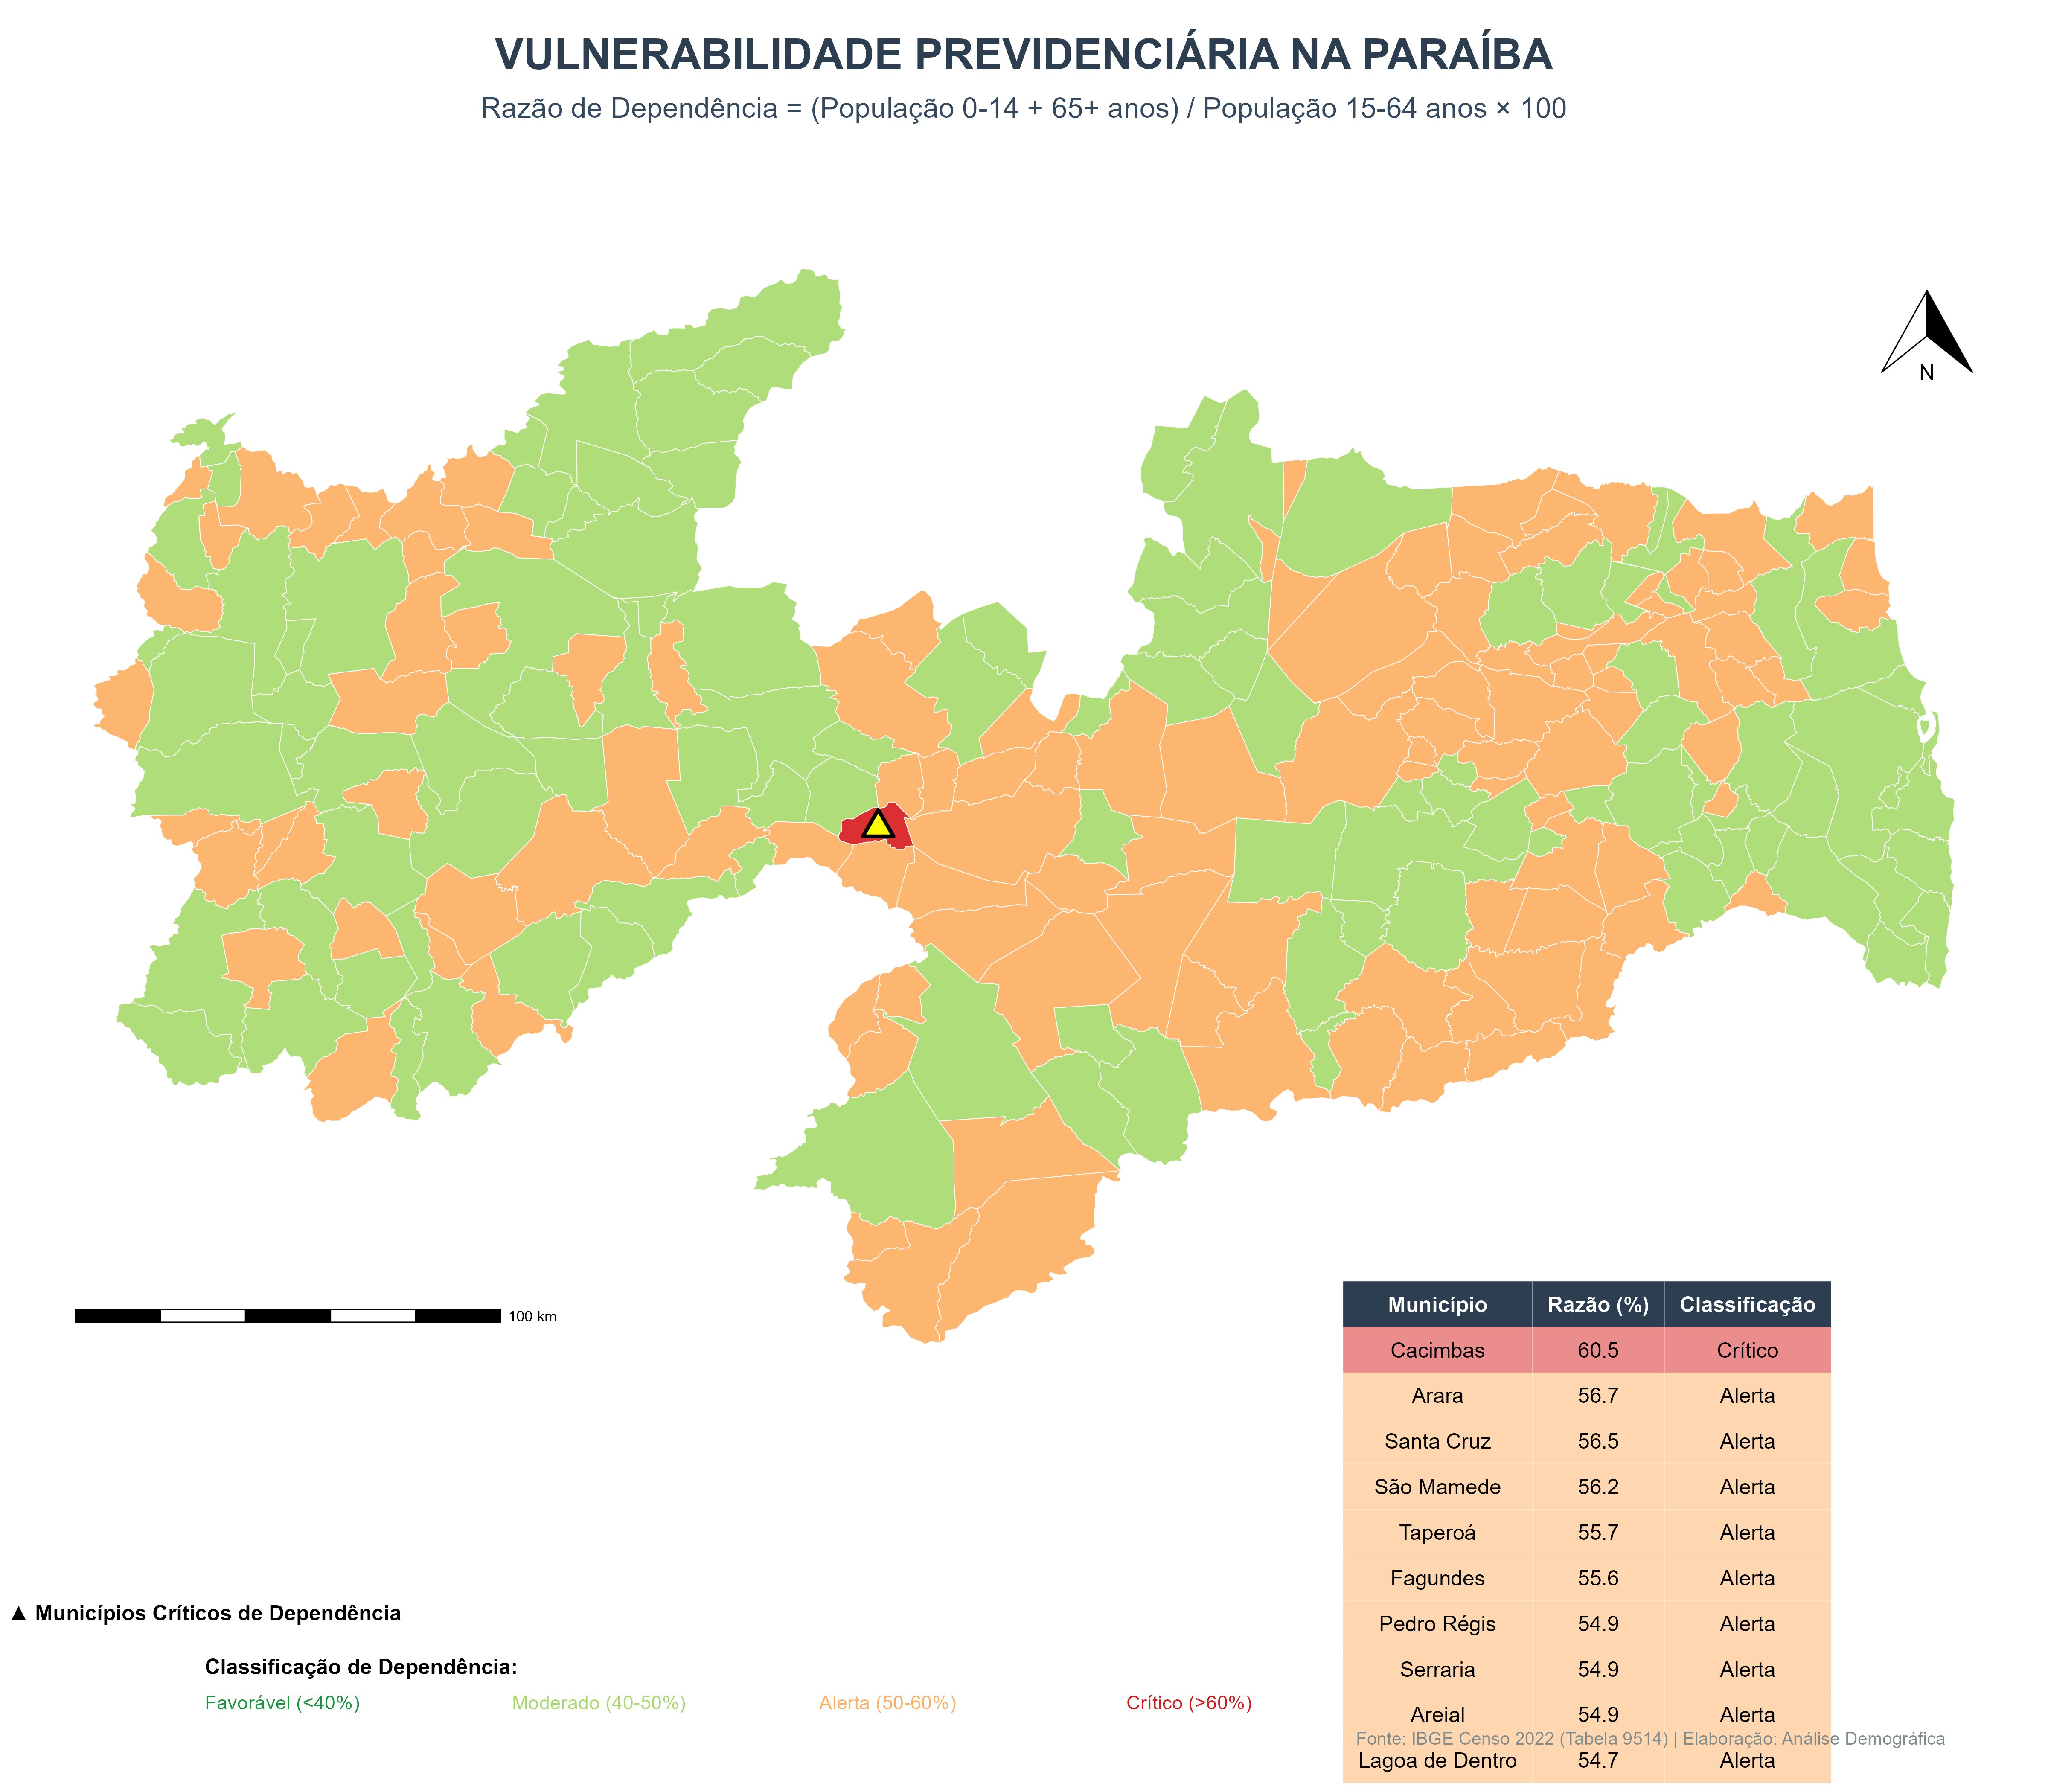 VULNERABILIDADE PREVIDENCIÁRIA NA PARAÍBA
Razão de Dependência = (População 0-14 + 65+ anos) / População 15-64 anos × 100
N
100 km
Município Razão (%) Classificação
Cacimbas 60.5 Crítico
Arara 56.7 Alerta
Santa Cruz 56.5 Alerta
São Mamede 56.2 Alerta
Taperoá 55.7 Alerta
Fagundes 55.6 Alerta
Pedro Régis 54.9 Alerta
Serraria 54.9 Alerta
Areial 54.9 Alerta
Lagoa de Dentro 54.7 Alerta
▲ Municípios Críticos de Dependência
Classificação de Dependência:
Favorável (<40%) Moderado (40-50%) Alerta (50-60%) Crítico (>60%)
Fonte: IBGE Censo 2022 (Tabela 9514) | Elaboração: Análise Demográfica